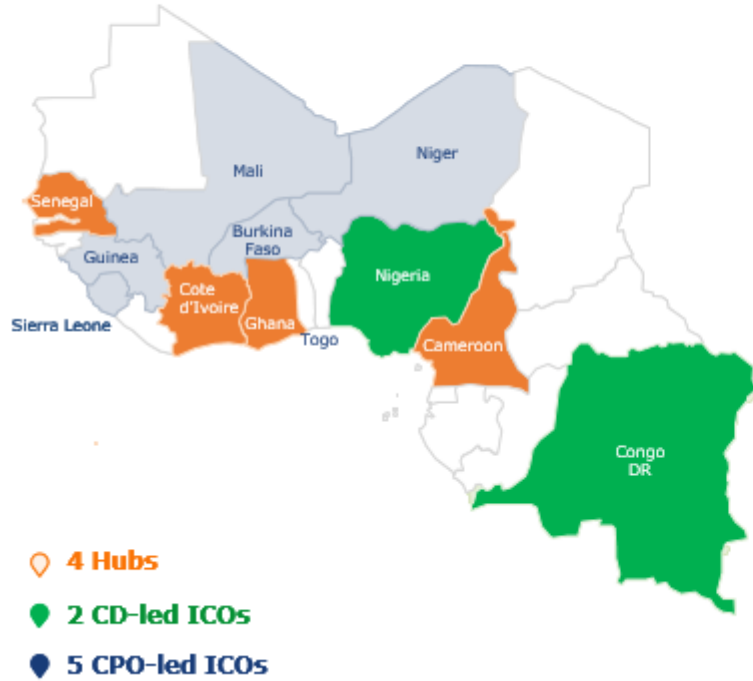 Niger
Mali
Senegal
Burkina
Faso
Guinea
Nigeria
Cote
d'Ivoire
Ghana
Sierra Leone
Togo
Cameroon
Congo
DR
4 Hubs
2 CD-led ICOs
5 CPO-led ICOs